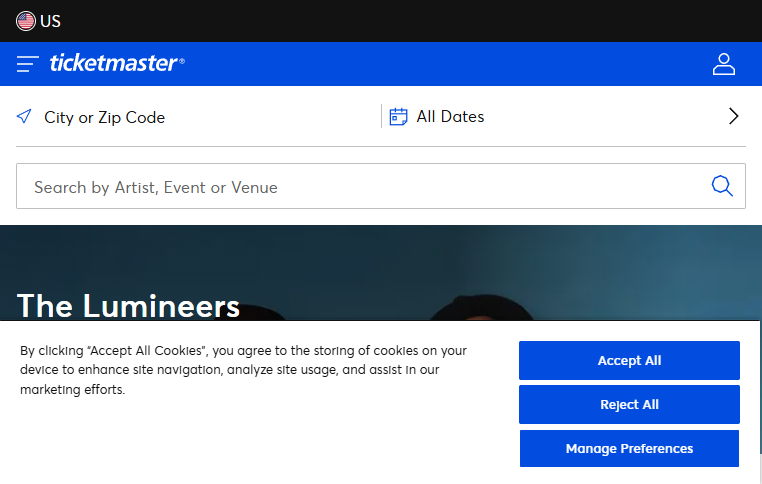 US
ticketmaster®
City or Zip Code
All Dates
Search by Artist, Event or Venue
The Lumineers
By clicking “Accept All Cookies”, you agree to the storing of cookies on your
device to enhance site navigation, analyze site usage, and assist in our
marketing efforts.
Accept All
Reject All
Manage Preferences